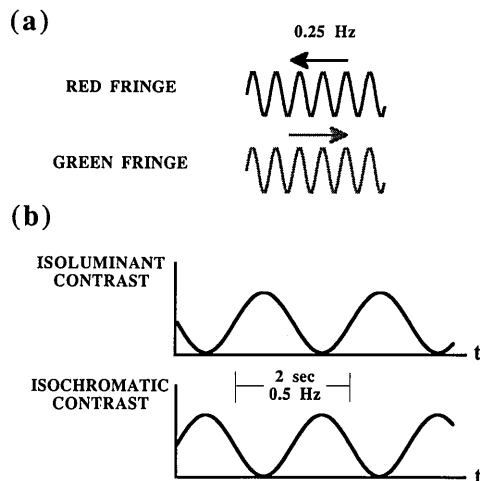 (a)
0.25 Hz
RED FRINGE
GREEN FRINGE
(b)
ISOLUMINANT
CONTRAST
t
2 sec
0.5 Hz
ISOCHROMATIC
CONTRAST
t